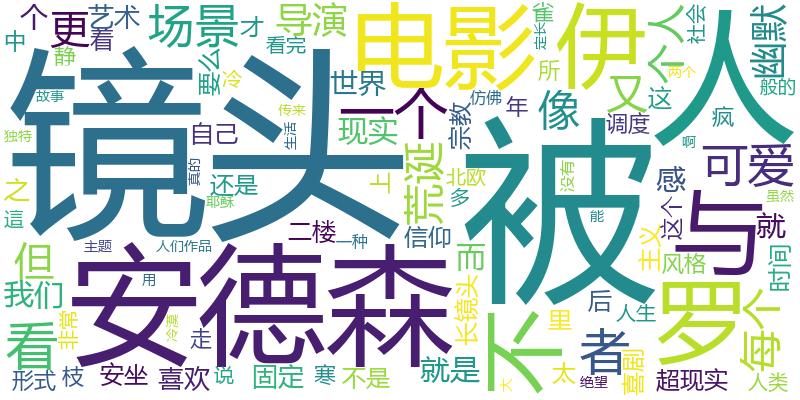 个
更
艺术
看
中
静
场景
才
导演
看完
要么
冷
世界
电影
所
伊
雀
走长
又
个人
社会
两个
人
幽默
般的
镜头
故事
独特
之
這
自己
真的
还是
耶稣
传来
生活
一个
现实
上
荒诞
宗教
北欧
多
仿佛
年
像
这
调度
疯
啊
被
没有
能
感
这个
可爱
虽然
与
就
主题
人们作品
二楼
一种
信仰
而
长镜头
主义
风格
时间
但
我们
看
非常
安德森
用
冷漠
走
不
后
里
人生
者
罗
每个
形式
枝
安坐
喜欢
说
固定
寒
不是
就是
大
太
绝望
喜剧
超现实
人类